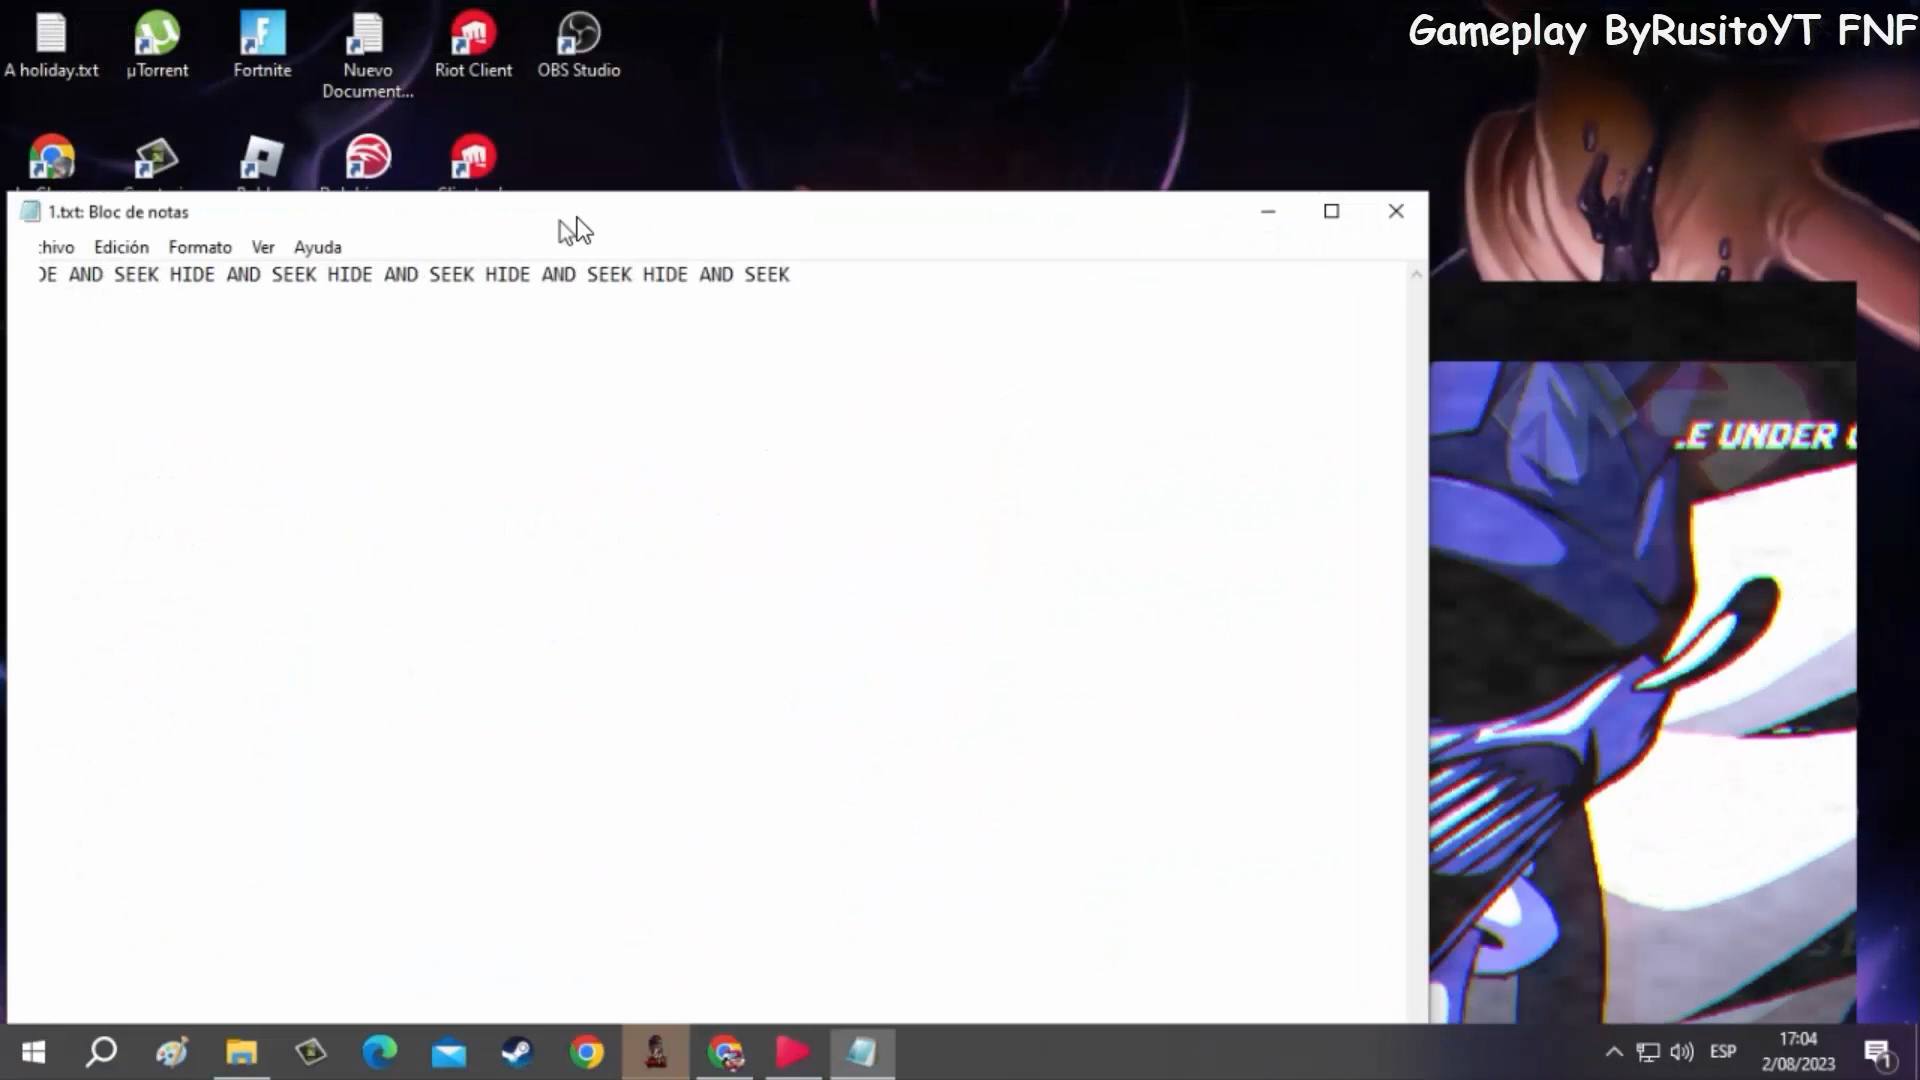 Gameplay ByRusitoYT FNF
A holiday.txt
µTorrent
Fortnite
Nuevo Document...
Riot Client
OBS Studio
1.txt: Bloc de notas
:hivo Edición Formato Ver Ayuda
DE AND SEEK HIDE AND SEEK HIDE AND SEEK HIDE AND SEEK HIDE AND SEEK
.E UNDER
ESP
17:04
2/08/2023
1